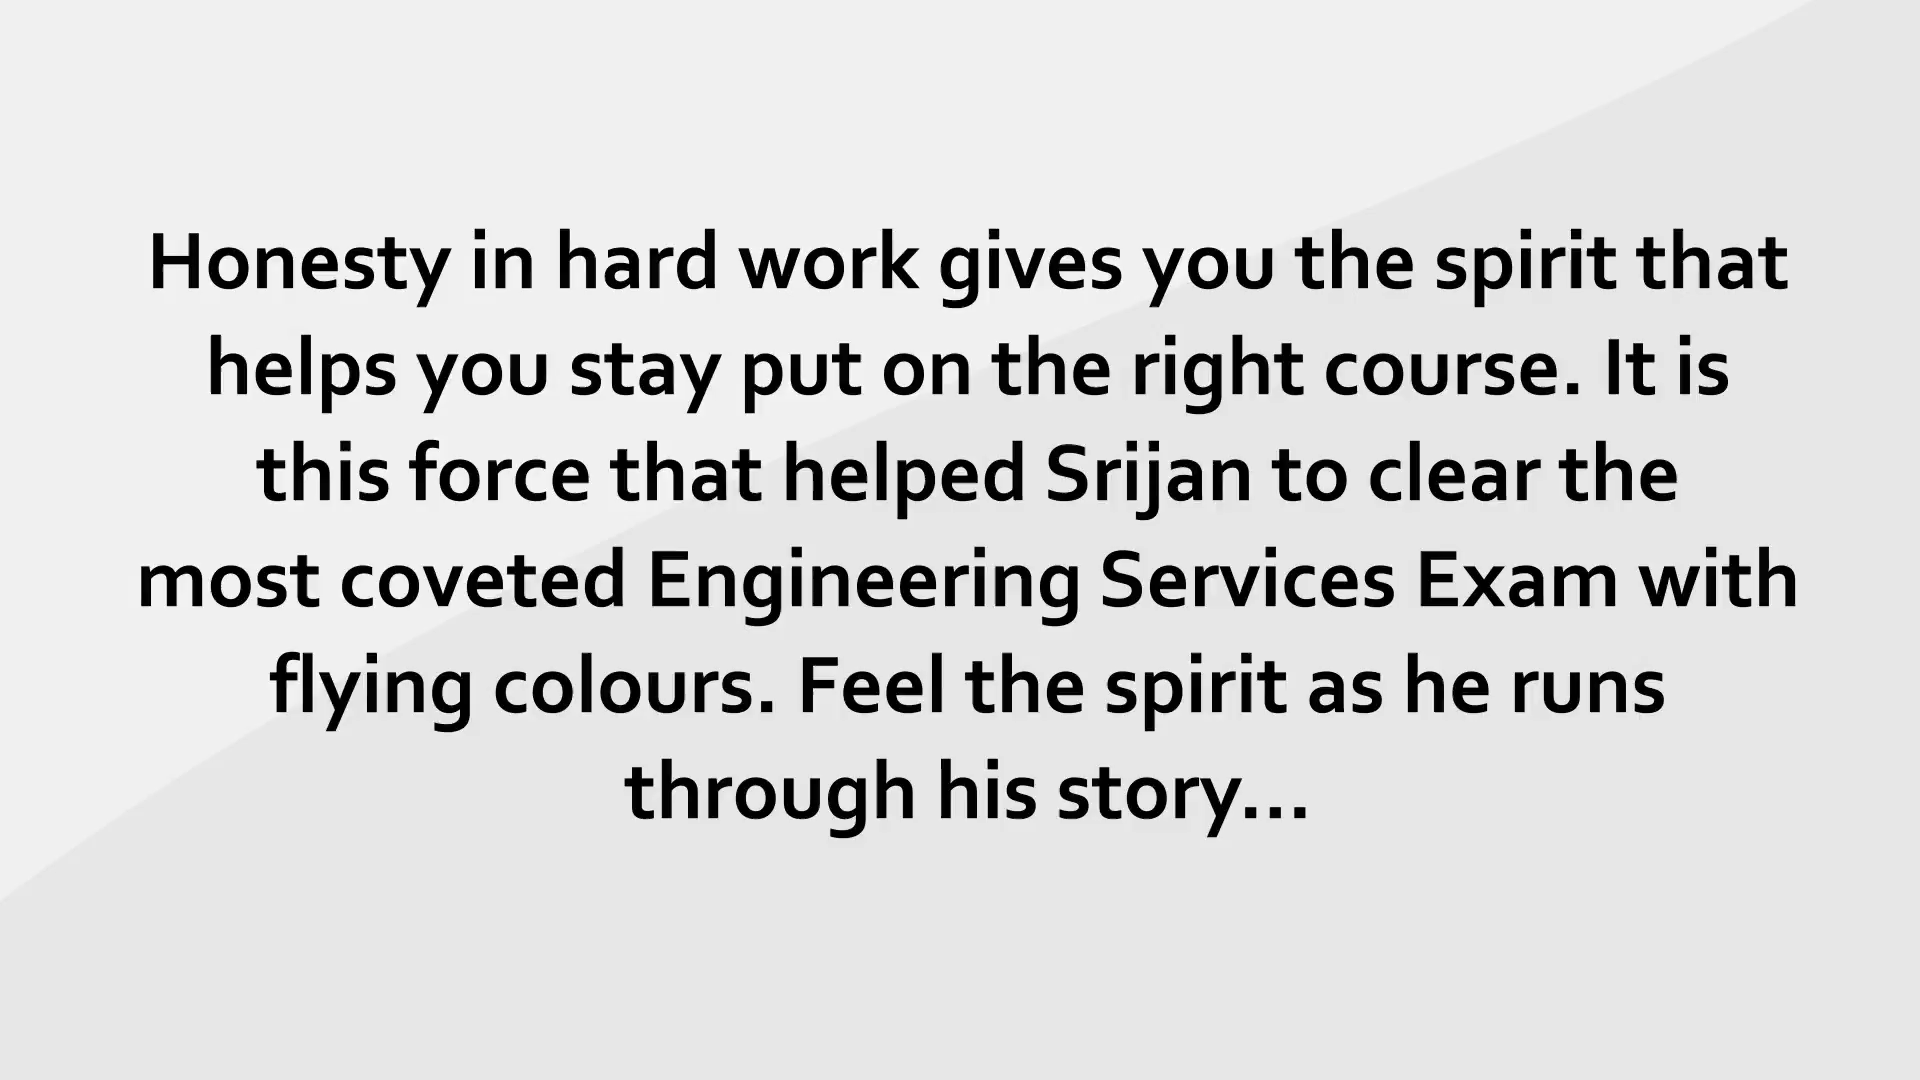 Honesty in hard work gives you the spirit that
helps you stay put on the right course. It is
this force that helped Srijan to clear the
most coveted Engineering Services Exam with
flying colours. Feel the spirit as he runs
through his story...